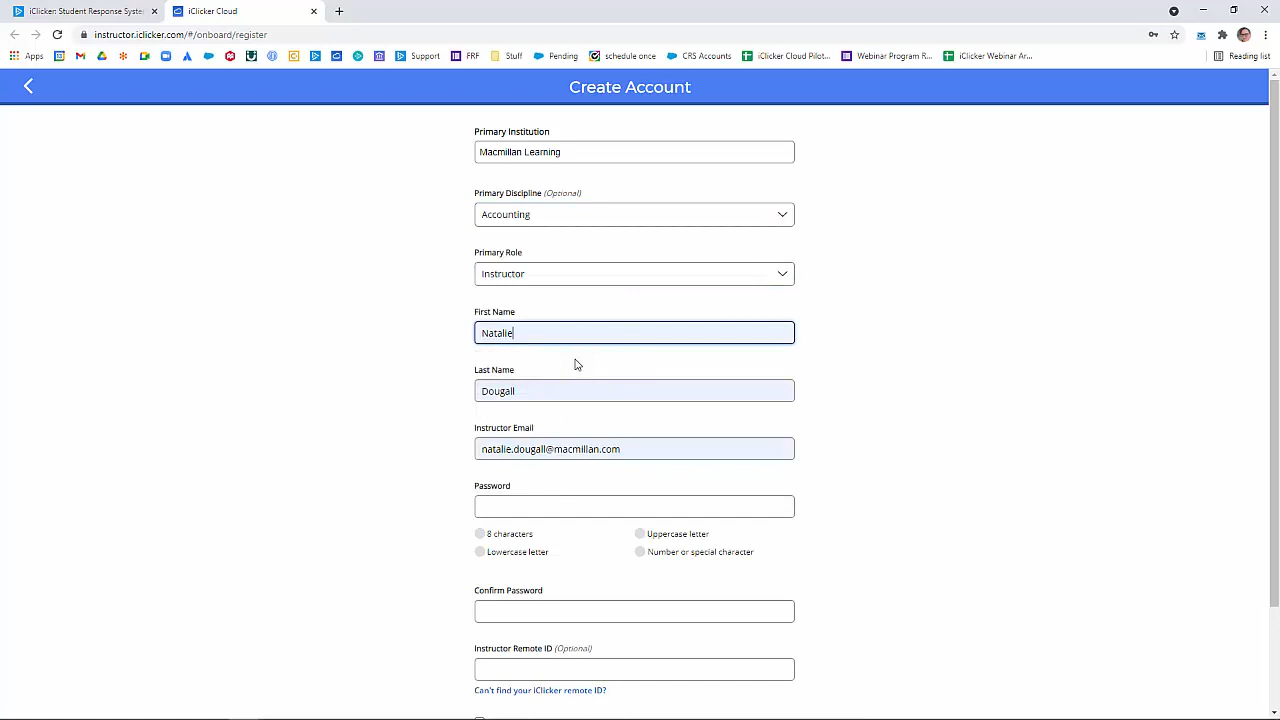 iClicker: Student Response Syste
iClicker Cloud
instructor.iclicker.com/#/onboard/register
Apps
Support
FRF
Stuff
Pending
schedule once
CRS Accounts
iClicker Cloud Pilot...
Webinar Program R...
iClicker Webinar Ar...
Reading list
Create Account
Primary Institution
Macmillan Learning
Primary Discipline (Optional)
Accounting
Primary Role
Instructor
First Name
Natalie
Last Name
Dougall
Instructor Email
natalie.dougall@macmillan.com
Password
8 characters
Uppercase letter
Lowercase letter
Number or special character
Confirm Password
Instructor Remote ID (Optional)
Can't find your iClicker remote ID?